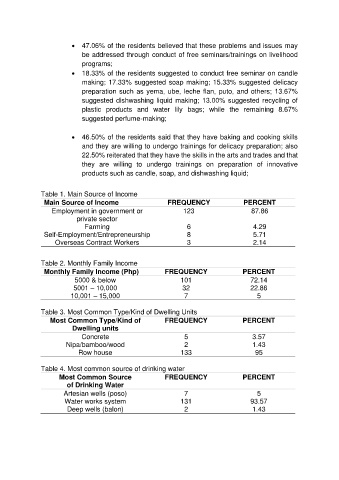 • 47.06% of the residents believed that these problems and issues may
be addressed through conduct of free seminars/trainings on livelihood
programs;
• 18.33% of the residents suggested to conduct free seminar on candle
making; 17.33% suggested soap making; 15.33% suggested delicacy
preparation such as yema, ube, leche flan, puto, and others; 13.67%
suggested dishwashing liquid making; 13.00% suggested recycling of
plastic products and water lily bags; while the remaining 8.67%
suggested perfume-making;
• 46.50% of the residents said that they have baking and cooking skills
and they are willing to undergo trainings for delicacy preparation; also
22.50% reiterated that they have the skills in the arts and trades and that
they are willing to undergo trainings on preparation of innovative
products such as candle, soap, and dishwashing liquid;
Table 1. Main Source of Income
Main Source of Income FREQUENCY PERCENT
Employment in government or 123 87.86
private sector
Farming 6 4.29
Self-Employment/Entrepreneurship 8 5.71
Overseas Contract Workers 3 2.14
Table 2. Monthly Family Income
Monthly Family Income (Php) FREQUENCY PERCENT
5000 & below 101 72.14
5001 – 10,000 32 22.86
10,001 – 15,000 7 5
Table 3. Most Common Type/Kind of Dwelling Units
Most Common Type/Kind of FREQUENCY PERCENT
Dwelling units
Concrete 5 3.57
Nipa/bamboo/wood 2 1.43
Row house 133 95
Table 4. Most common source of drinking water
Most Common Source FREQUENCY PERCENT
of Drinking Water
Artesian wells (poso) 7 5
Water works system 131 93.57
Deep wells (balon) 2 1.43